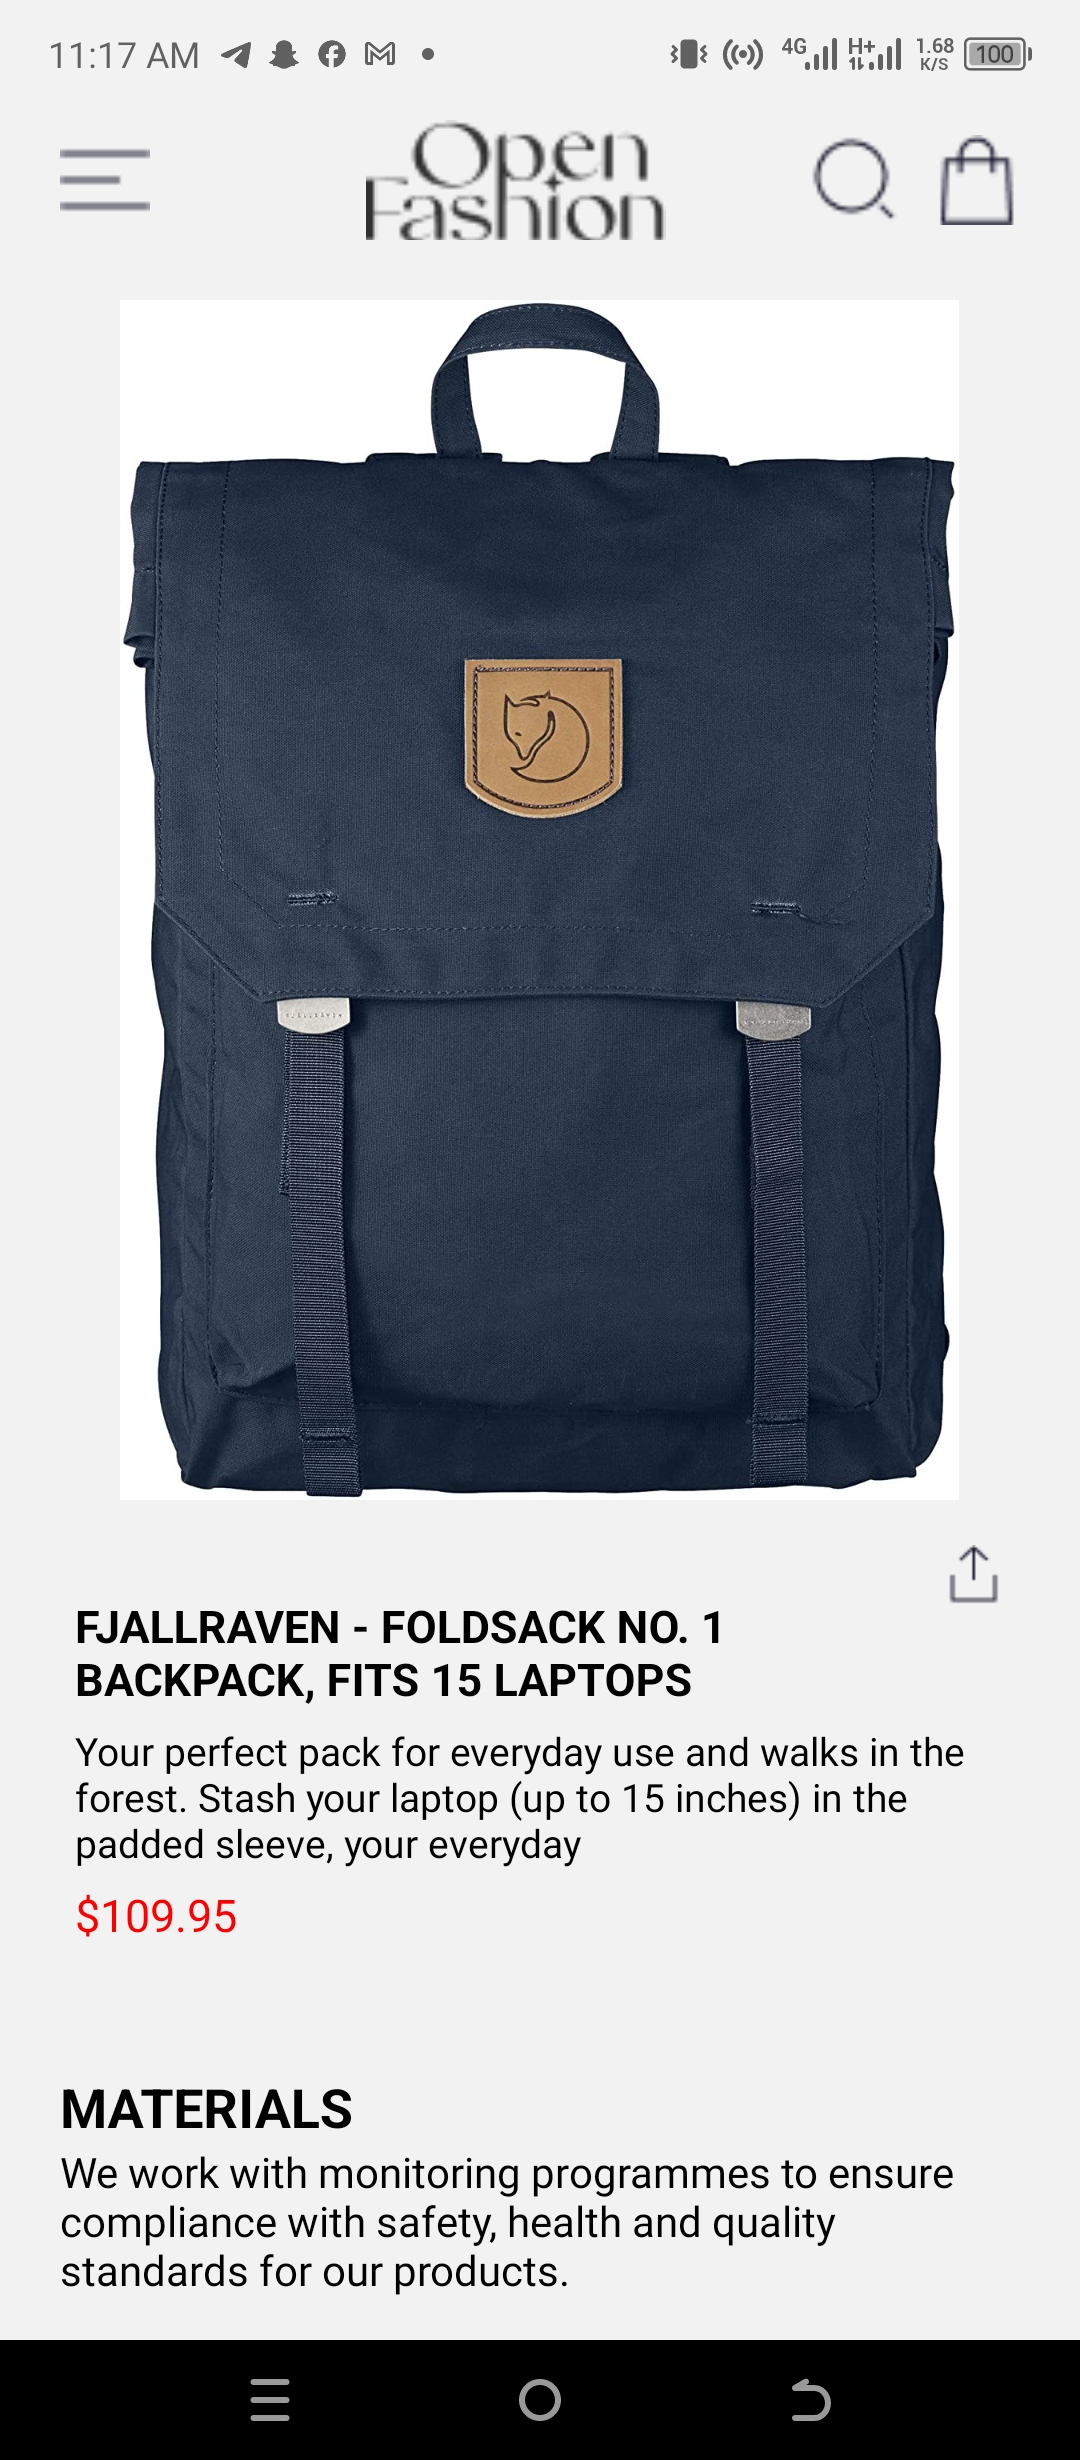 11:17 AM
4G H+ 1.68 K/S 100
Open
Fashion
FJALLRAVEN - FOLDSACK NO. 1
BACKPACK, FITS 15 LAPTOPS
Your perfect pack for everyday use and walks in the
forest. Stash your laptop (up to 15 inches) in the
padded sleeve, your everyday
$109.95
MATERIALS
We work with monitoring programmes to ensure
compliance with safety, health and quality
standards for our products.